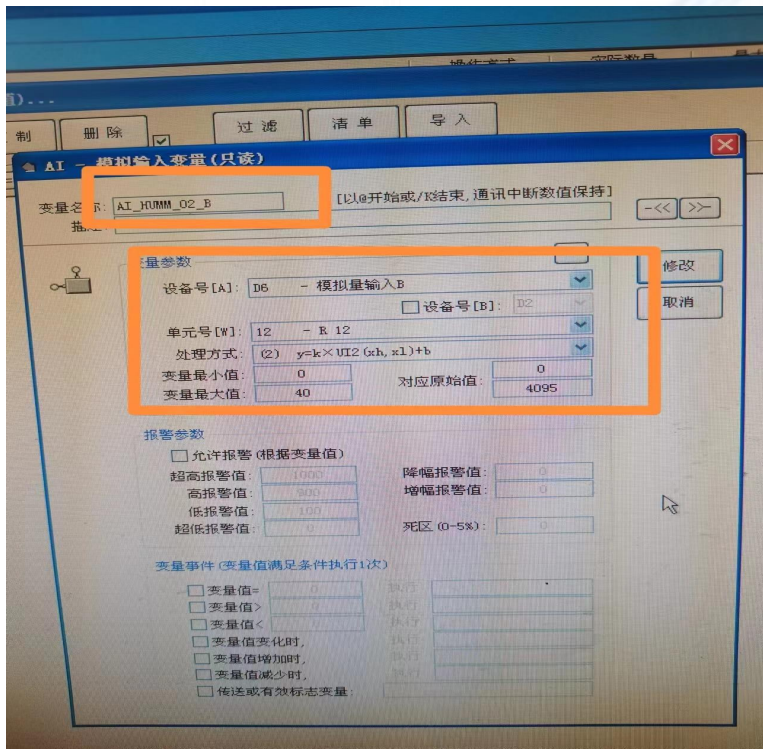 操作方式 实际数量
值)...
制 删 除 过 滤 清 单 导 入
AI - 模拟输入变量(只读)
变量名称: AI_HUMM_02_B [以@开始或/K结束,通讯中断数值保持] -<< >>-
描述:
变量参数
设备号[A]: D6 - 模拟量输入B 修改
设备号[B]: D2 取消
单元号[W]: 12 - R 12
处理方式: (2) y=k×UI2(xh,xl)+b
变量最小值: 0 对应原始值: 0
变量最大值: 40 4095
报警参数
允许报警(根据变量值)
超高报警值: 1000 降幅报警值: 0
高报警值: 900 增幅报警值: 0
低报警值: 100
超低报警值: 0 死区(0-5%): 0
变量事件(变量值满足条件执行1次)
变量值= 0 执行
变量值> 0 执行
变量值< 0 执行
变量值变化时, 执行
变量值增加时, 执行
变量值减少时, 执行
传送或有效标志变量: